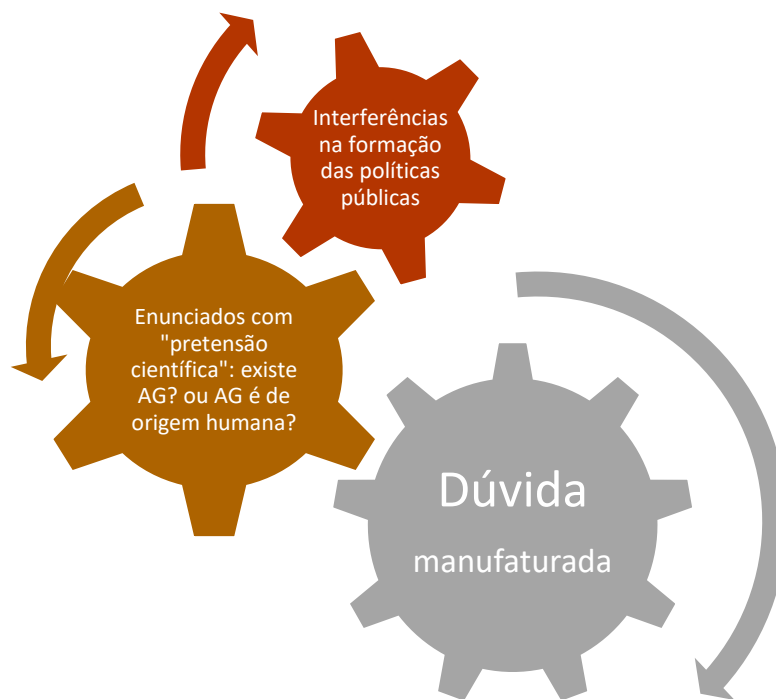 Interferências
na formação
das políticas
públicas
Enunciados com
"pretensão
científica": existe
AG? ou AG é de
origem humana?
Dúvida
manufaturada